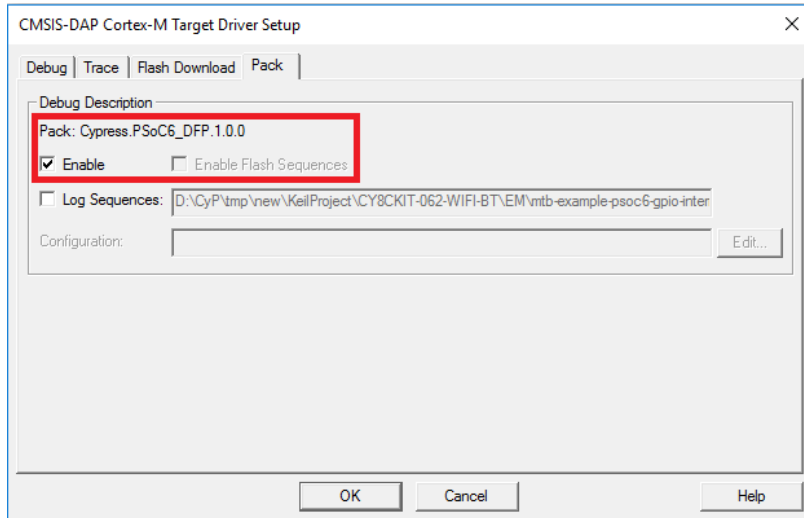 CMSIS-DAP Cortex-M Target Driver Setup
Debug Trace Flash Download Pack
Debug Description
Pack: Cypress.PSoC6_DFP.1.0.0
Enable Enable Flash Sequences
Log Sequences: D:\CyP\tmp\new\KeilProject\CY8CKIT-062-WIFI-BT\EM\mtb-example-psoc6-gpio-inter
Configuration: Edit...
OK Cancel Help